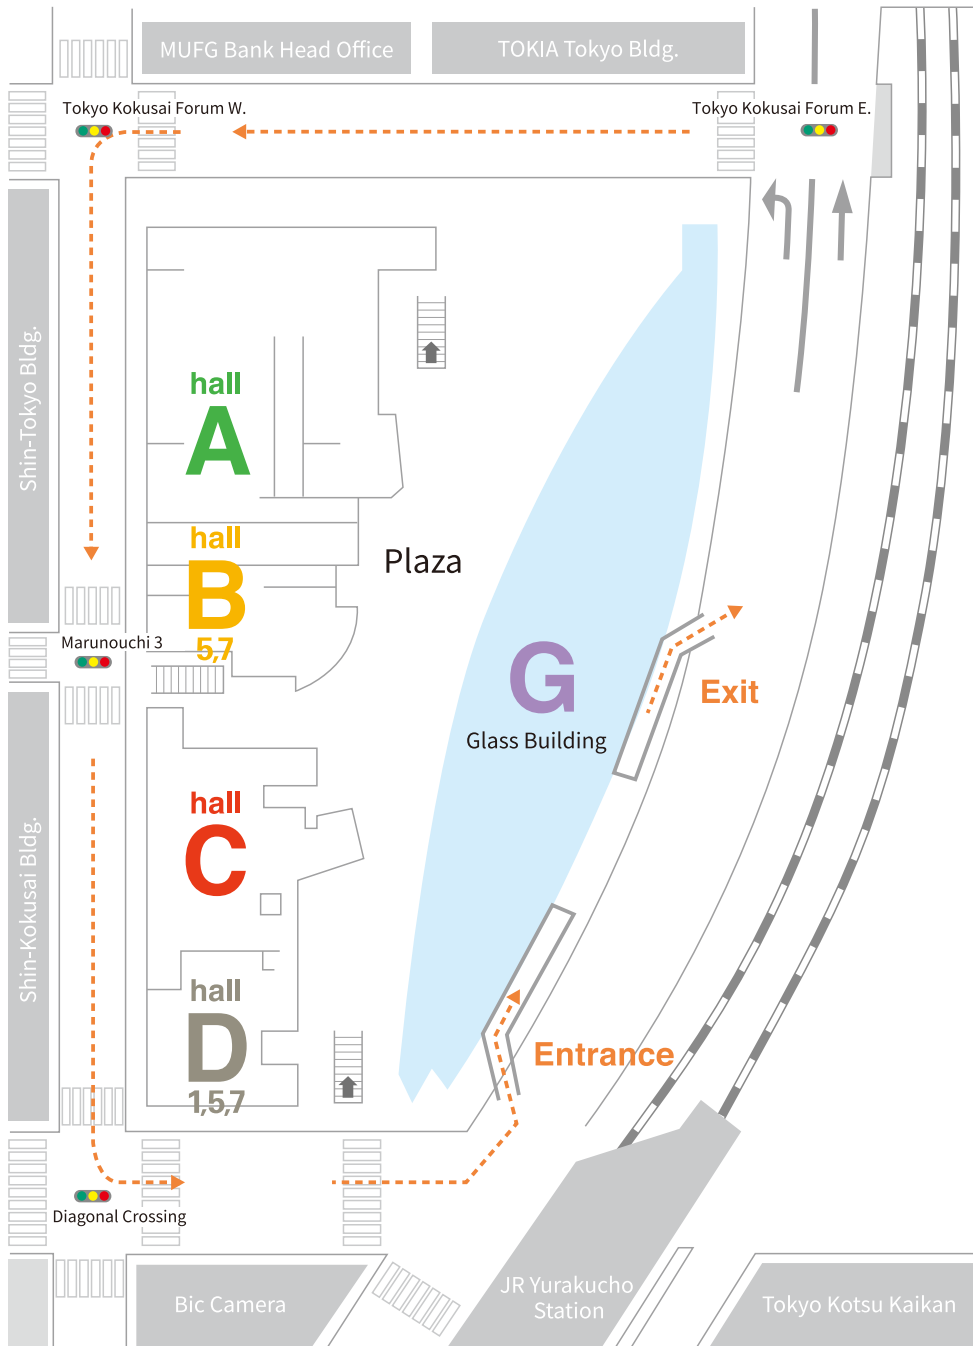 MUFG Bank Head Office
TOKIA Tokyo Bldg.
Tokyo Kokusai Forum W.
Tokyo Kokusai Forum E.
Shin-Tokyo Bldg.
hall
A
hall
B
5,7
Plaza
Marunouchi 3
G
Glass Building
Exit
hall
C
Shin-Kokusai Bldg.
hall
D
1,5,7
Entrance
Diagonal Crossing
Bic Camera
JR Yurakucho
Station
Tokyo Kotsu Kaikan